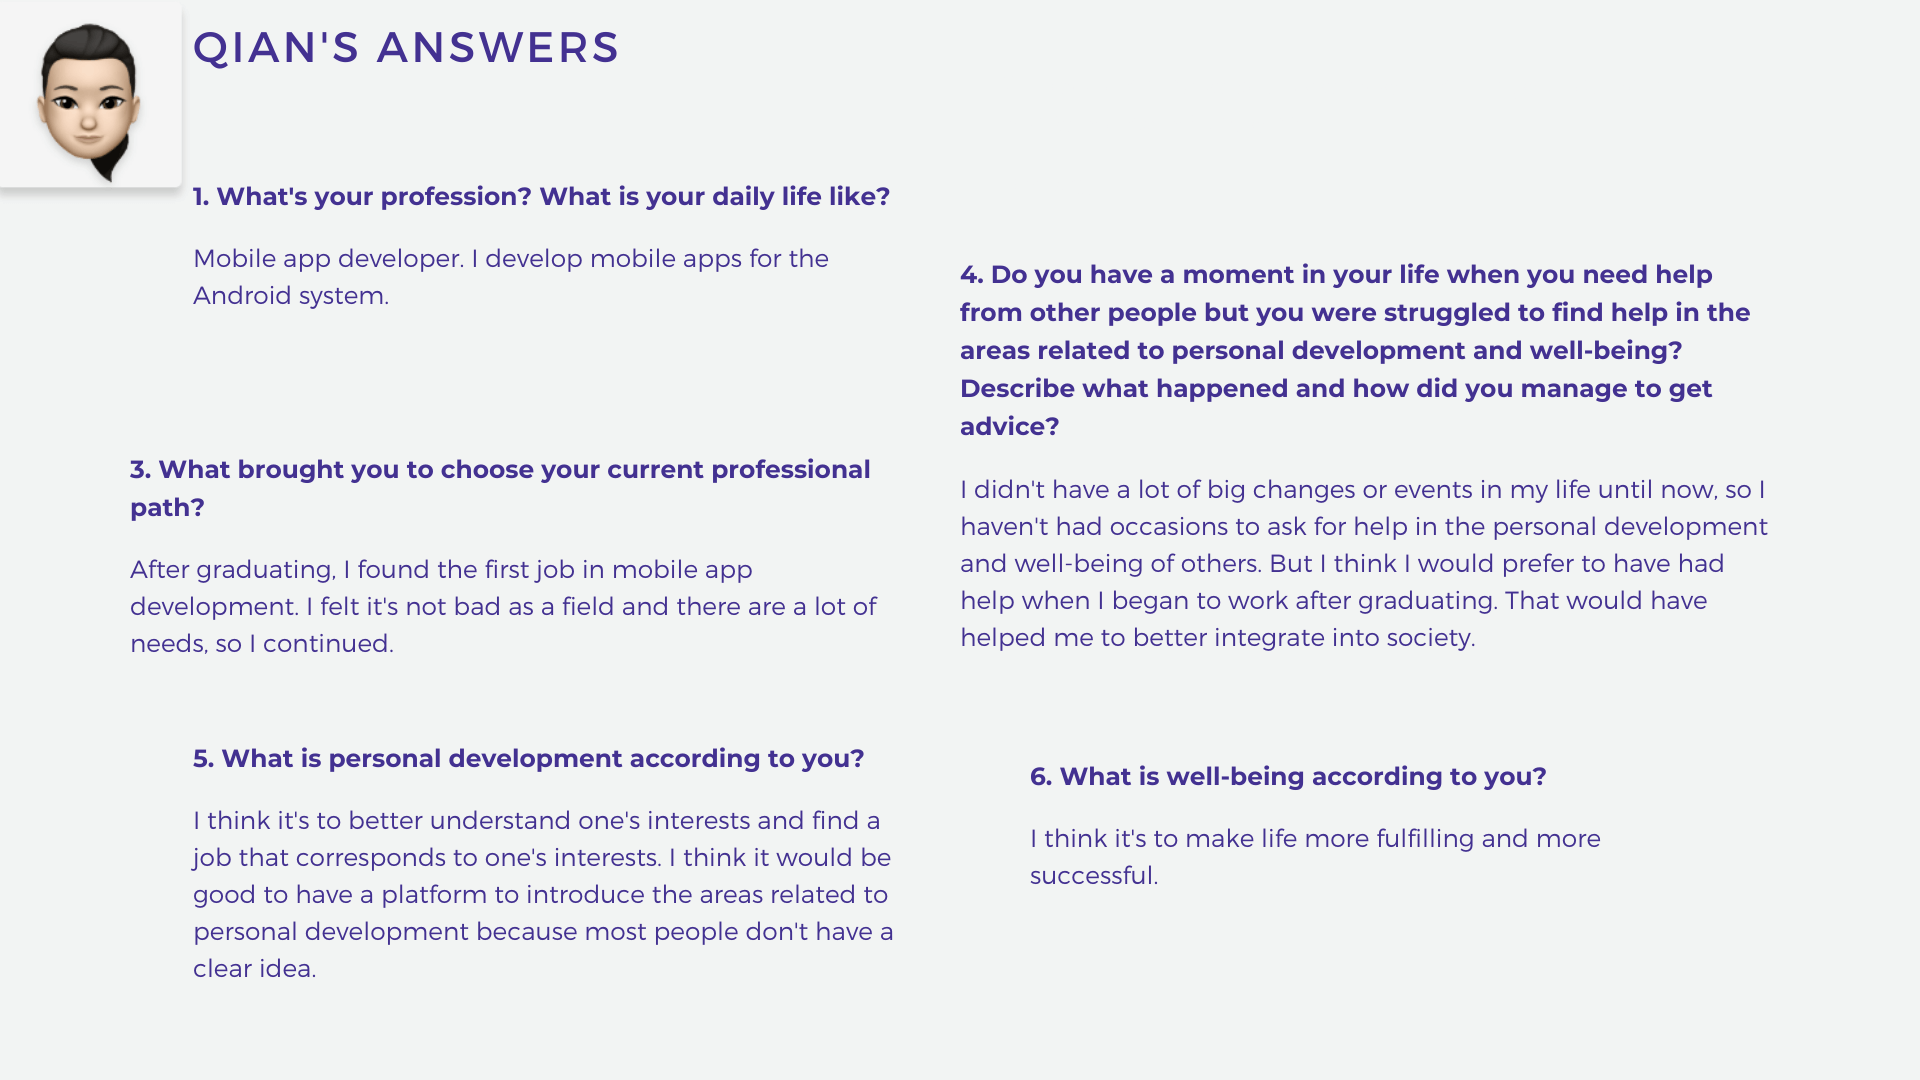 QIAN'S ANSWERS
1. What's your profession? What is your daily life like?
Mobile app developer. I develop mobile apps for the
Android system.
3. What brought you to choose your current professional
path?
After graduating, I found the first job in mobile app
development. I felt it's not bad as a field and there are a lot of
needs, so I continued.
4. Do you have a moment in your life when you need help
from other people but you were struggled to find help in the
areas related to personal development and well-being?
Describe what happened and how did you manage to get
advice?
I didn't have a lot of big changes or events in my life until now, so I
haven't had occasions to ask for help in the personal development
and well-being of others. But I think I would prefer to have had
help when I began to work after graduating. That would have
helped me to better integrate into society.
5. What is personal development according to you?
I think it's to better understand one's interests and find a
job that corresponds to one's interests. I think it would be
good to have a platform to introduce the areas related to
personal development because most people don't have a
clear idea.
6. What is well-being according to you?
I think it's to make life more fulfilling and more
successful.